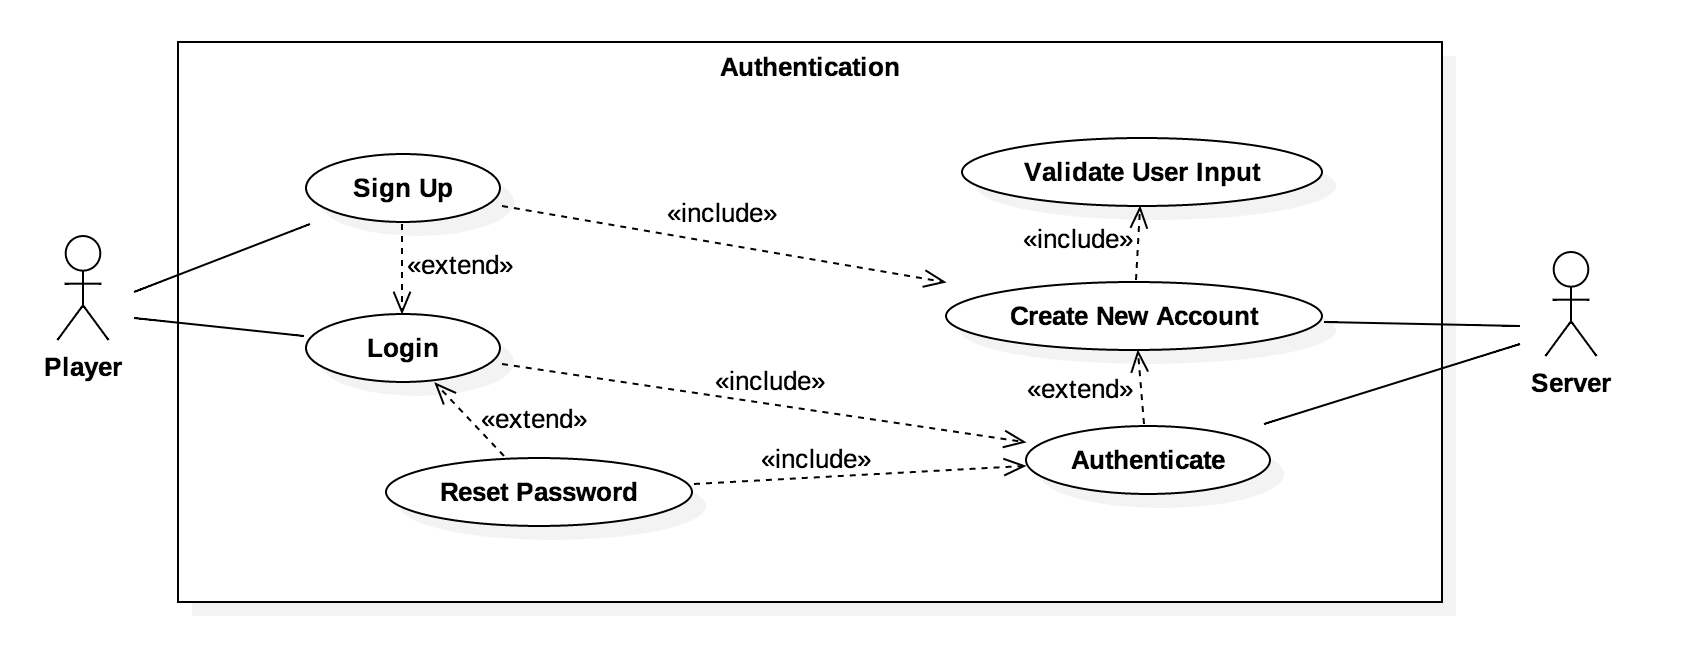 Authentication
Sign Up
Validate User Input
«include»
«include»
«extend»
Create New Account
Login
Player
Server
«include»
«extend»
«extend»
«include»
Authenticate
Reset Password